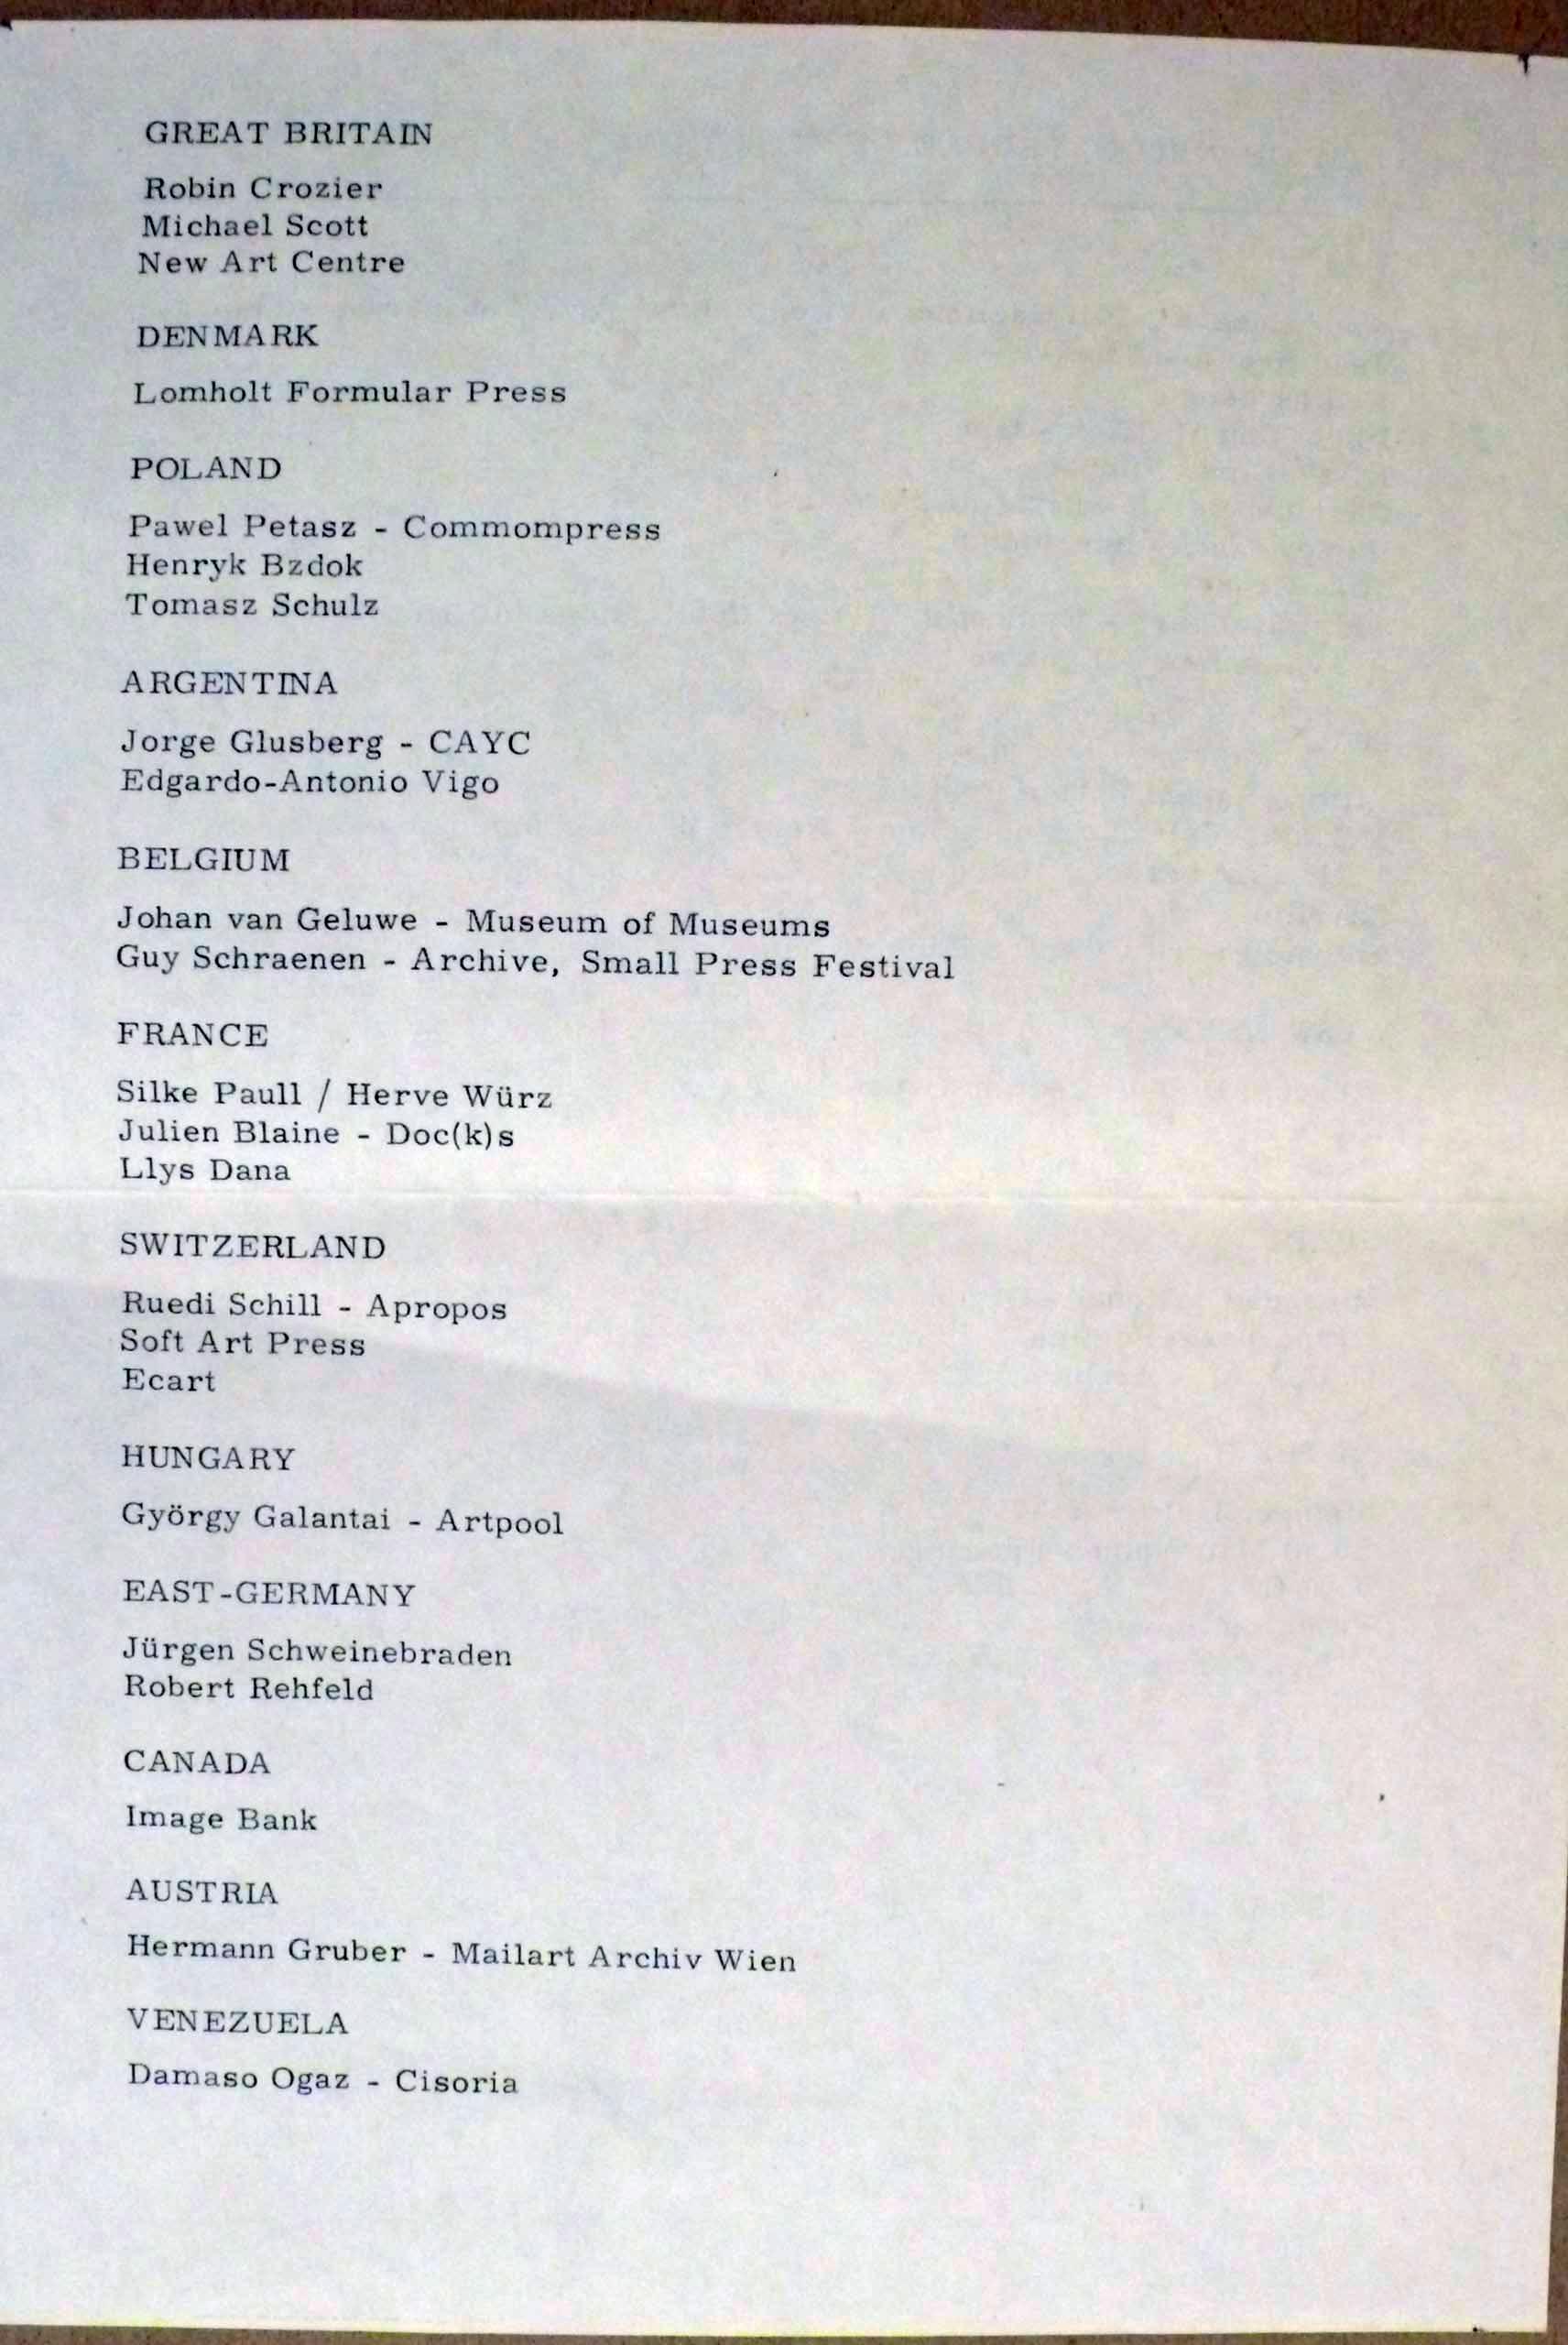 GREAT BRITAIN
Robin Crozier
Michael Scott
New Art Centre
DENMARK
Lomholt Formular Press
POLAND
Pawel Petasz - Commompress
Henryk Bzdok
Tomasz Schulz
ARGENTINA
Jorge Glusberg - CAYC
Edgardo-Antonio Vigo
BELGIUM
Johan van Geluwe - Museum of Museums
Guy Schraenen - Archive, Small Press Festival
FRANCE
Silke Paull / Herve Würz
Julien Blaine - Doc(k)s
Llys Dana
SWITZERLAND
Ruedi Schill - Apropos
Soft Art Press
Ecart
HUNGARY
György Galantai - Artpool
EAST-GERMANY
Jürgen Schweinebraden
Robert Rehfeld
CANADA
Image Bank
AUSTRIA
Hermann Gruber - Mailart Archiv Wien
VENEZUELA
Damaso Ogaz - Cisoria